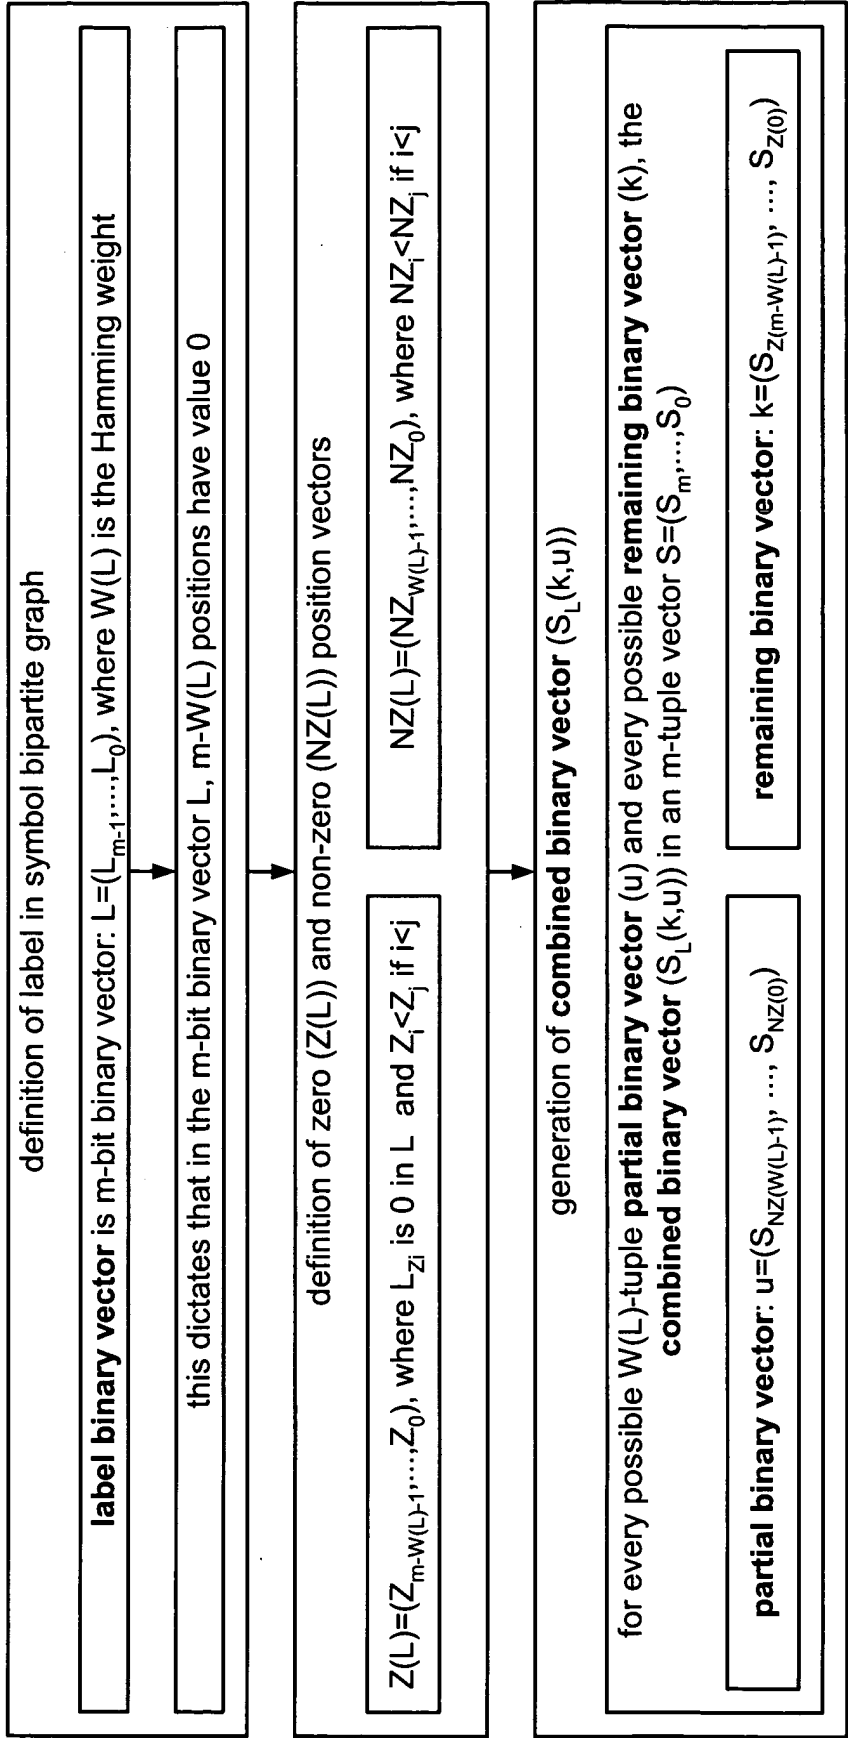 definition of label in symbol bipartite graph
label binary vector is m-bit binary vector: L=(L_{m-1},...,L_0), where W(L) is the Hamming weight
this dictates that in the m-bit binary vector L, m-W(L) positions have value 0
definition of zero (Z(L)) and non-zero (NZ(L)) position vectors
Z(L)=(Z_{m-W(L)-1},...,Z_0), where L_{Zi} is 0 in L and Z_i<Z_j if i<j
NZ(L)=(NZ_{W(L)-1},...,NZ_0), where NZ_i<NZ_j if i<j
generation of combined binary vector (S_L(k,u))
for every possible W(L)-tuple partial binary vector (u) and every possible remaining binary vector (k), the
combined binary vector (S_L(k,u)) in an m-tuple vector S=(S_m,...,S_0)
partial binary vector: u=(S_{NZ(W(L)-1)}, ..., S_{NZ(0)})
remaining binary vector: k=(S_{Z(m-W(L)-1)}, ..., S_{Z(0)})